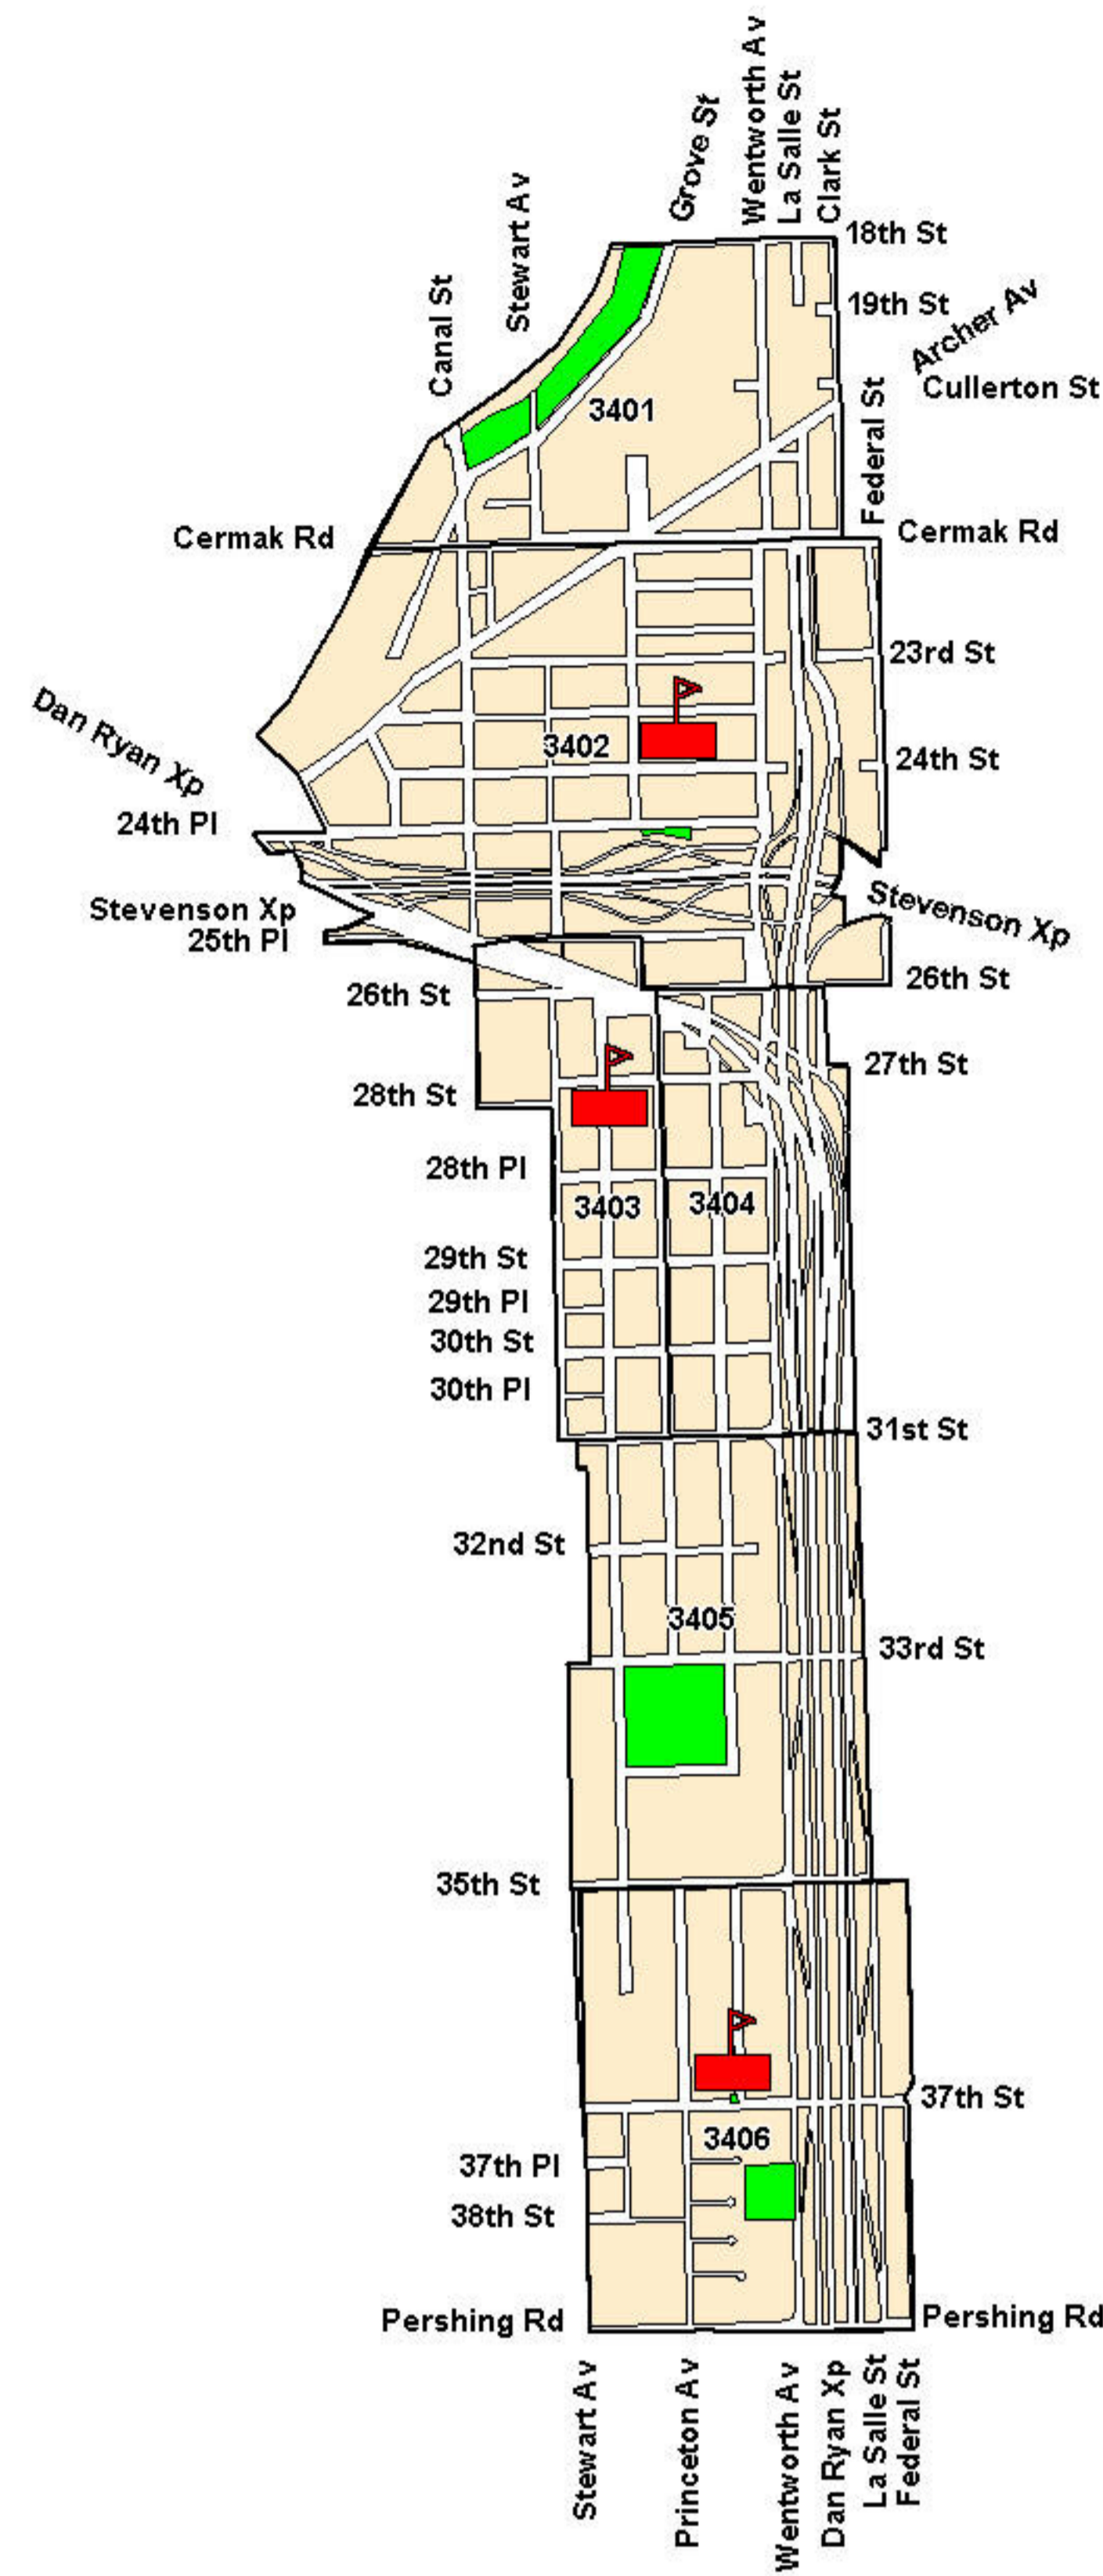 Grove St
Wentworth Av
La Salle St
Clark St
Stewart Av
Canal St
18th St
19th St
Archer Av
Cullerton St
Federal St
3401
Cermak Rd
Cermak Rd
23rd St
Dan Ryan Xp
3402
24th St
24th Pl
Stevenson Xp
25th Pl
Stevenson Xp
26th St
26th St
27th St
28th St
28th Pl
3403
3404
29th St
29th Pl
30th St
30th Pl
31st St
32nd St
3405
33rd St
35th St
37th St
3406
37th Pl
38th St
Pershing Rd
Pershing Rd
Stewart Av
Princeton Av
Wentworth Av
Dan Ryan Xp
La Salle St
Federal St